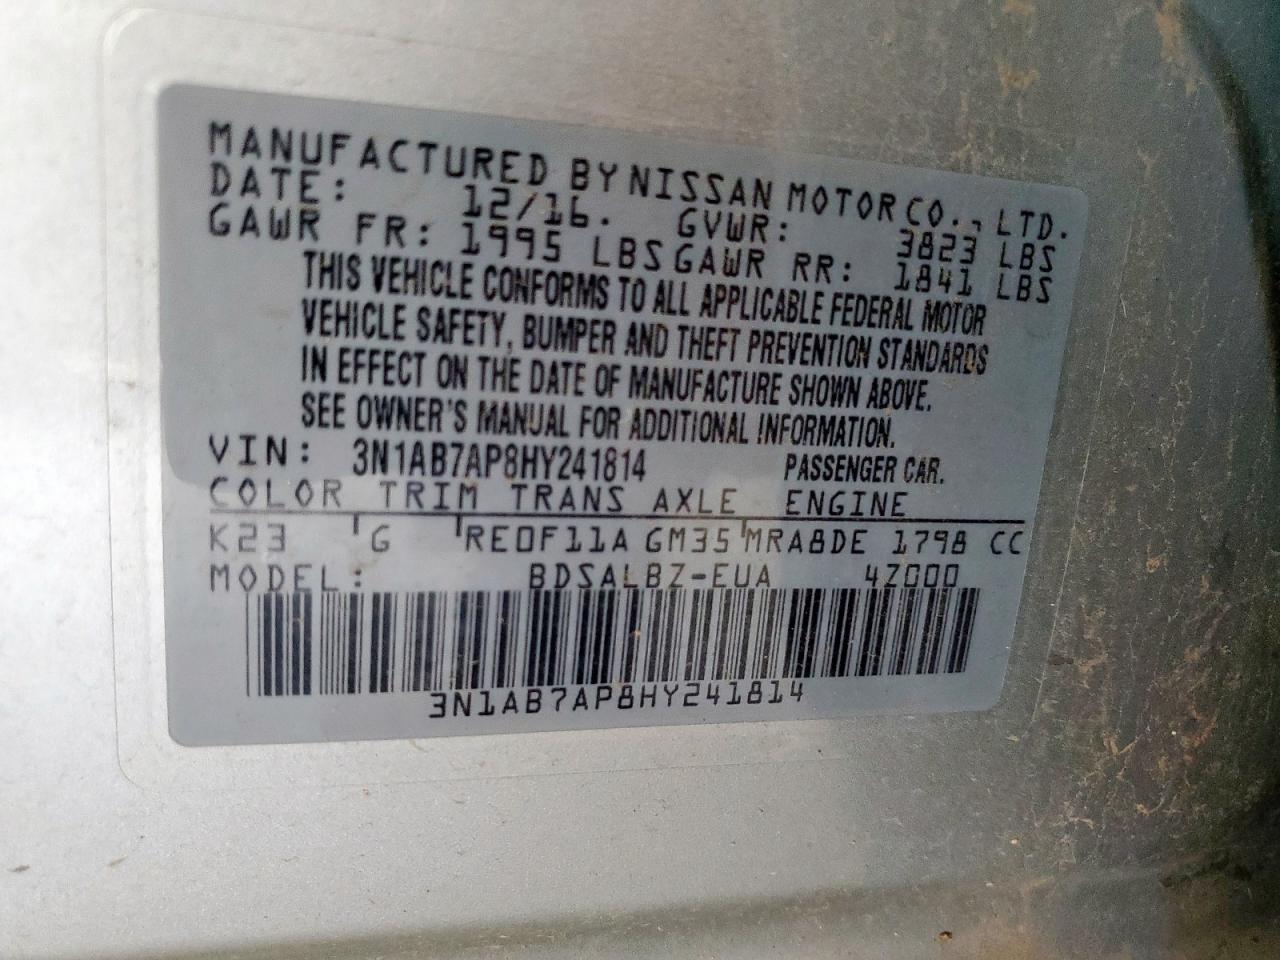 MANUFACTURED BY NISSAN MOTOR CO., LTD.
DATE: 12/16. GVWR: 3823 LBS
GAWR FR: 1995 LBS GAWR RR: 1841 LBS
THIS VEHICLE CONFORMS TO ALL APPLICABLE FEDERAL MOTOR
VEHICLE SAFETY, BUMPER AND THEFT PREVENTION STANDARDS
IN EFFECT ON THE DATE OF MANUFACTURE SHOWN ABOVE.
SEE OWNER'S MANUAL FOR ADDITIONAL INFORMATION.
VIN: 3N1AB7AP8HY241814 PASSENGER CAR.
COLOR TRIM TRANS AXLE ENGINE
K23 G RE0F11A GM35 MRA8DE 1798 CC
MODEL: BDSALBZ-EUA 4Z000
3N1AB7AP8HY241814